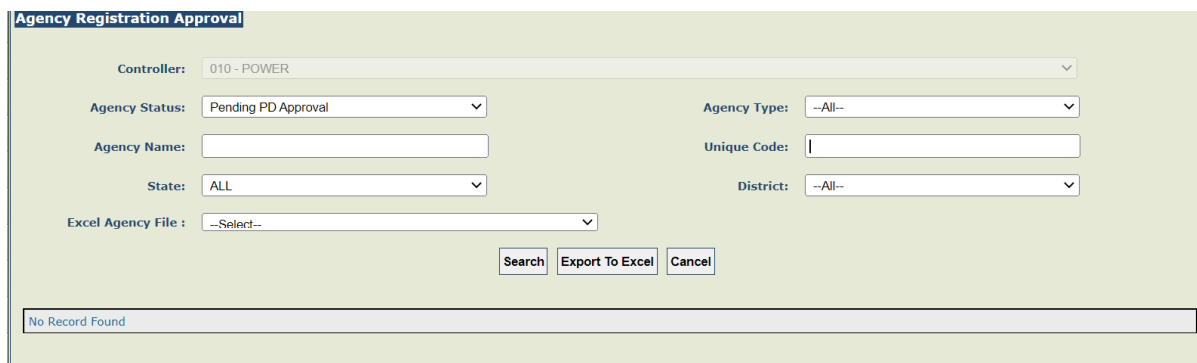 Agency Registration Approval
Controller: 010 - POWER
Agency Status: Pending PD Approval Agency Type: --All--
Agency Name: Unique Code:
State: ALL District: --All--
Excel Agency File : --Select--
Search Export To Excel Cancel
No Record Found